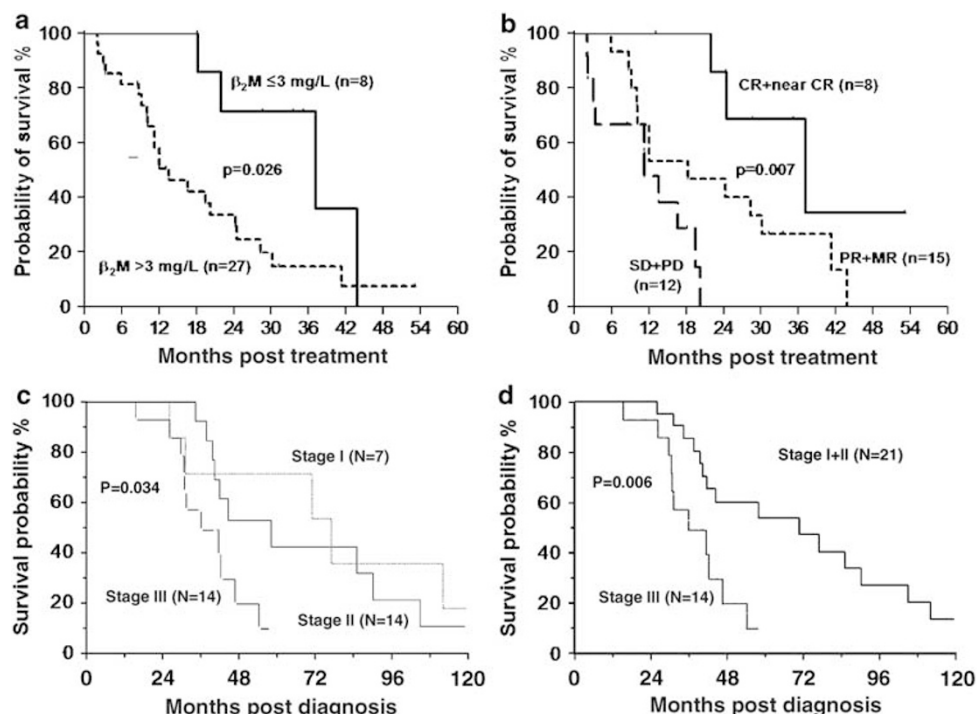 a
Probability of survival %
100
80
60
40
20
0
β₂M ≤3 mg/L (n=8)
p=0.026
β₂M >3 mg/L (n=27)
0 6 12 18 24 30 36 42 48 54 60
Months post treatment
b
Probability of survival %
100
80
60
40
20
0
CR+near CR (n=8)
p=0.007
SD+PD
(n=12)
PR+MR (n=15)
0 6 12 18 24 30 36 42 48 54 60
Months post treatment
c
Survival probability %
100
80
60
40
20
0
Stage I (N=7)
P=0.034
Stage III (N=14)
Stage II (N=14)
0 24 48 72 96 120
Months post diagnosis
d
Survival probability %
100
80
60
40
20
0
Stage I+II (N=21)
P=0.006
Stage III (N=14)
0 24 48 72 96 120
Months post diagnosis